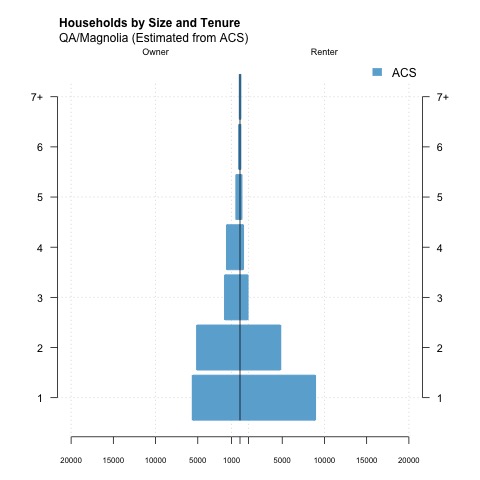 Households by Size and Tenure
QA/Magnolia (Estimated from ACS)
Owner Renter
ACS
7+ 7+
6 6
5 5
4 4
3 3
2 2
1 1
20000 15000 10000 5000 1000 5000 10000 15000 20000